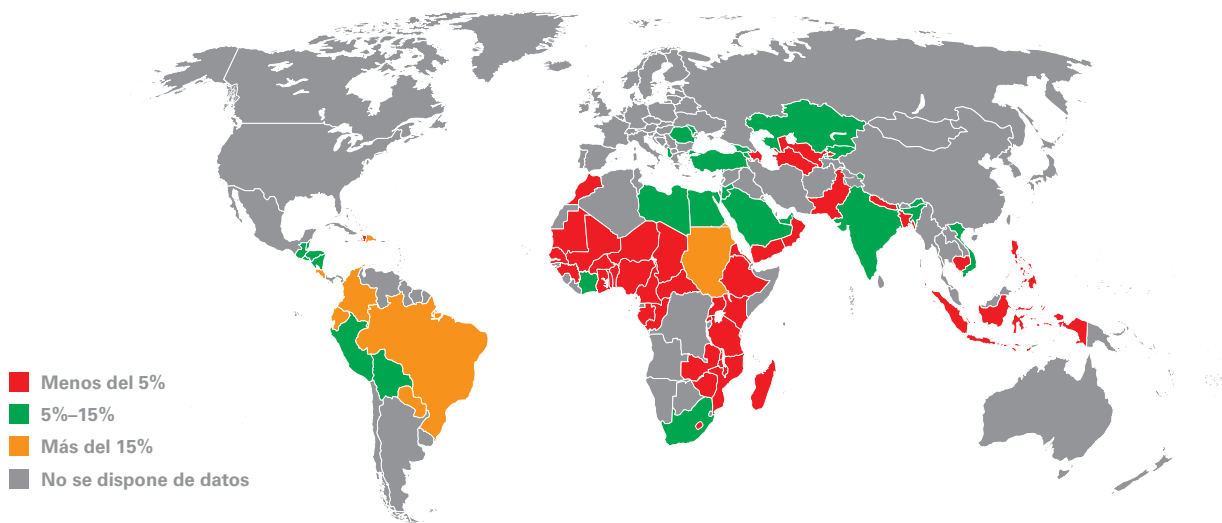 Menos del 5%
5%–15%
Más del 15%
No se dispone de datos